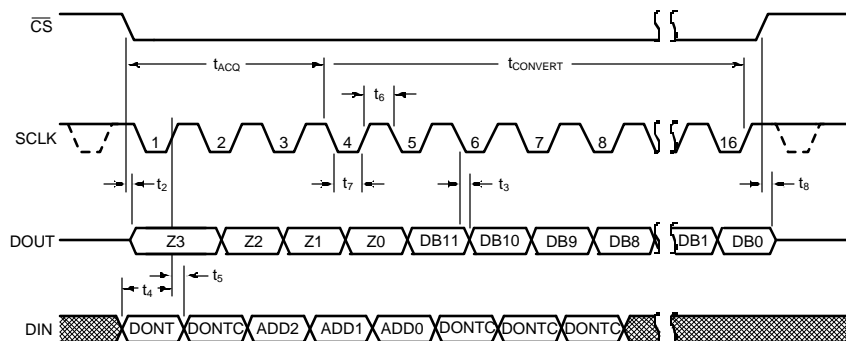 CS
tACQ
tCONVERT
t6
SCLK
1 2 3 4 5 6 7 8 16
t2
t7
t3
t8
DOUT
Z3 Z2 Z1 Z0 DB11 DB10 DB9 DB8 DB1 DB0
t4
t5
DIN
DONT DONTC ADD2 ADD1 ADD0 DONTC DONTC DONTC